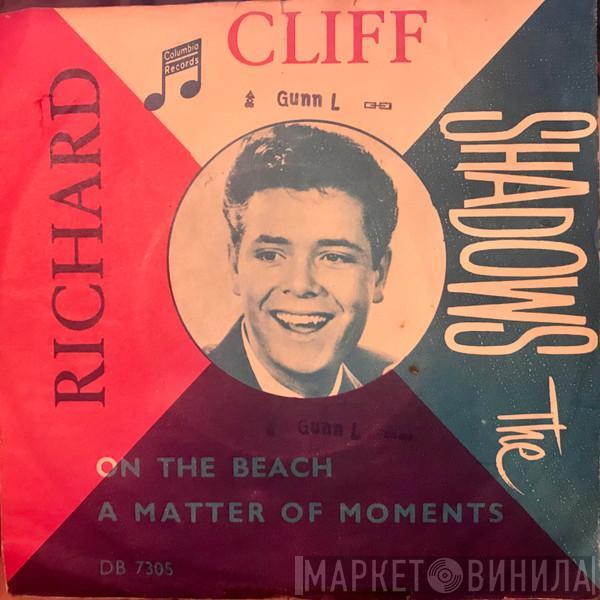 CLIFF
Columbia
Records
Gunn L
RICHARD
The
SHADOWS
Gunn L
ON THE BEACH
A MATTER OF MOMENTS
DB 7305
МАРКЕТ ВИНИЛА